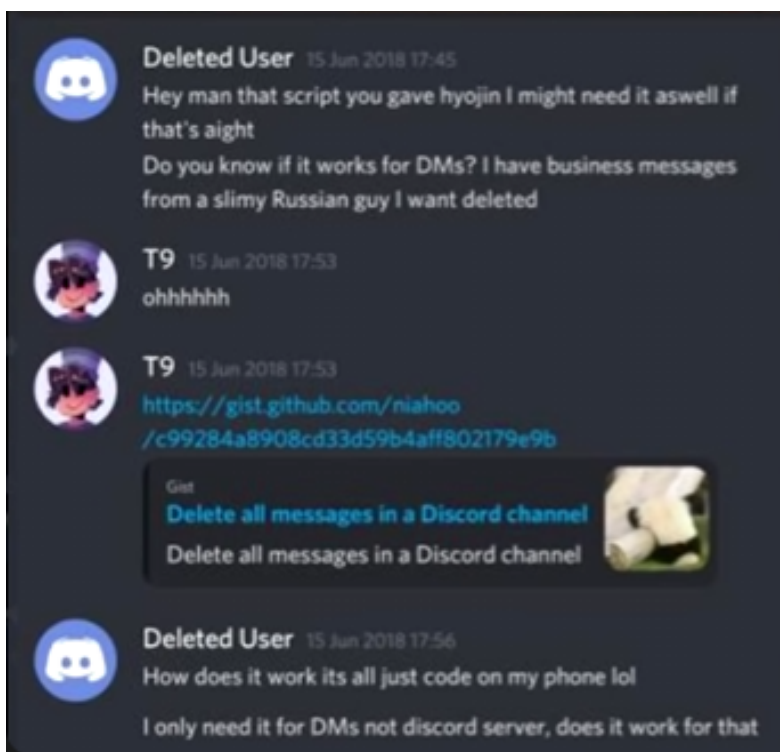 Deleted User 15 Jun 2018 17:45
Hey man that script you gave hyojin I might need it aswell if
that's aight
Do you know if it works for DMs? I have business messages
from a slimy Russian guy I want deleted
T9 15 Jun 2018 17:53
ohhhhhh
T9 15 Jun 2018 17:53
https://gist.github.com/niahoo
/c99284a8908cd33d59b4aff802179e9b
Gist
Delete all messages in a Discord channel
Delete all messages in a Discord channel
Deleted User 15 Jun 2018 17:56
How does it work its all just code on my phone lol
I only need it for DMs not discord server, does it work for that